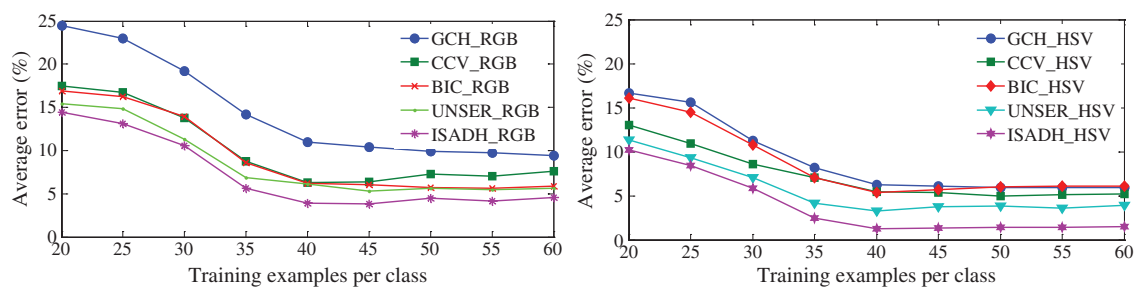 25
20
15
10
5
0
Average error (%)
GCH_RGB
CCV_RGB
BIC_RGB
UNSER_RGB
ISADH_RGB
20 25 30 35 40 45 50 55 60
Training examples per class
25
20
15
10
5
0
Average error (%)
GCH_HSV
CCV_HSV
BIC_HSV
UNSER_HSV
ISADH_HSV
20 25 30 35 40 45 50 55 60
Training examples per class